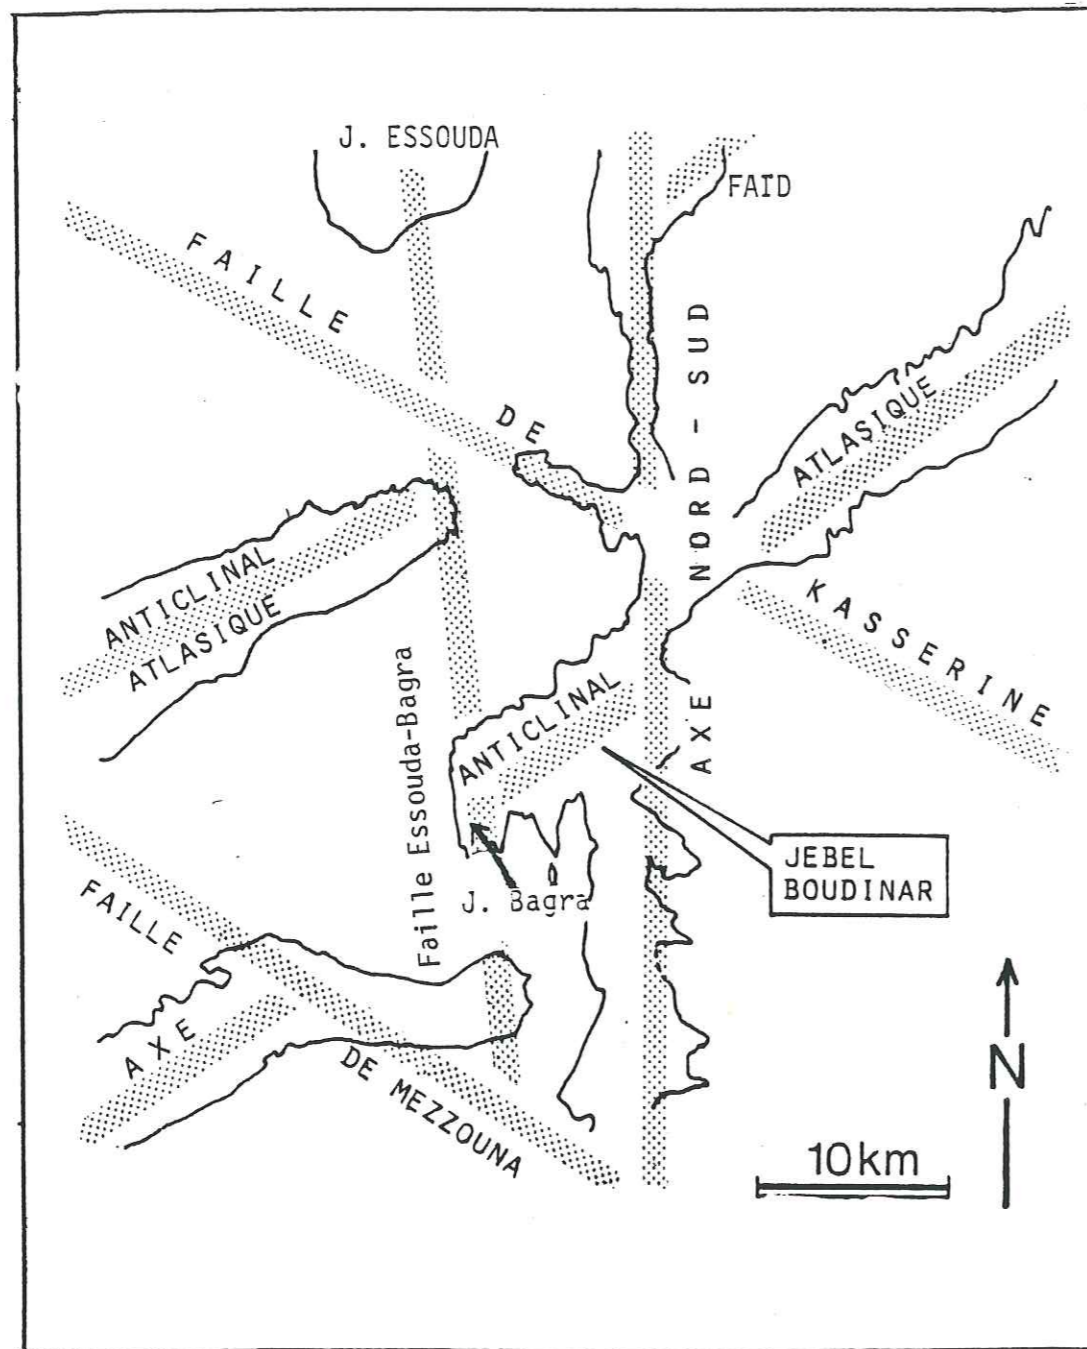 J. ESSOUDA
FAID
FAILLE
DE
KASSERINE
AXE NORD - SUD
ATLASIQUE
ANTICLINAL
ATLASIQUE
ANTICLINAL
Faille Essouda-Bagra
J. Bagra
JEBEL
BOUDINAR
FAILLE
DE MEZZOUNA
AXE
N
10km